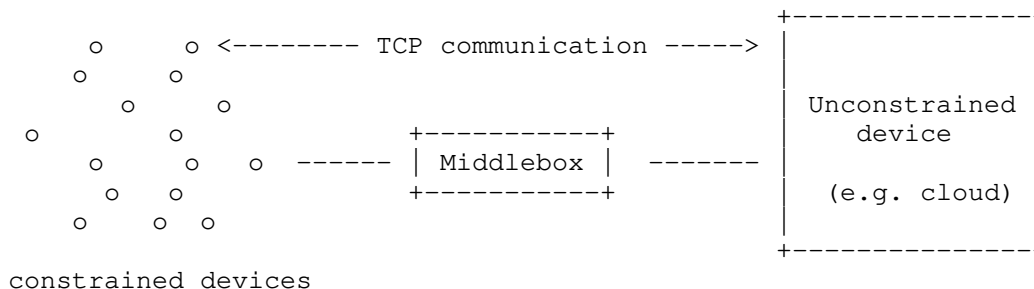 +---------------
     o     o <-------- TCP communication -----> |
    o     o                                       |
       o     o                                    | Unconstrained
 o        o              +-----------+            |    device
     o     o   o  ------ | Middlebox |  -------   |
      o   o              +-----------+            |  (e.g. cloud)
    o    o  o                                     |
                                                  +---------------
constrained devices